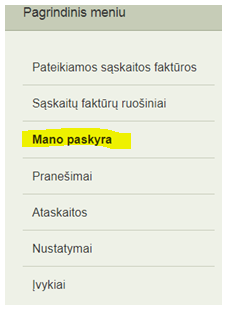 Pagrindinis meniu
Pateikiamos sąskaitos faktūros
Sąskaitų faktūrų ruošiniai
Mano paskyra
Pranešimai
Ataskaitos
Nustatymai
Įvykiai